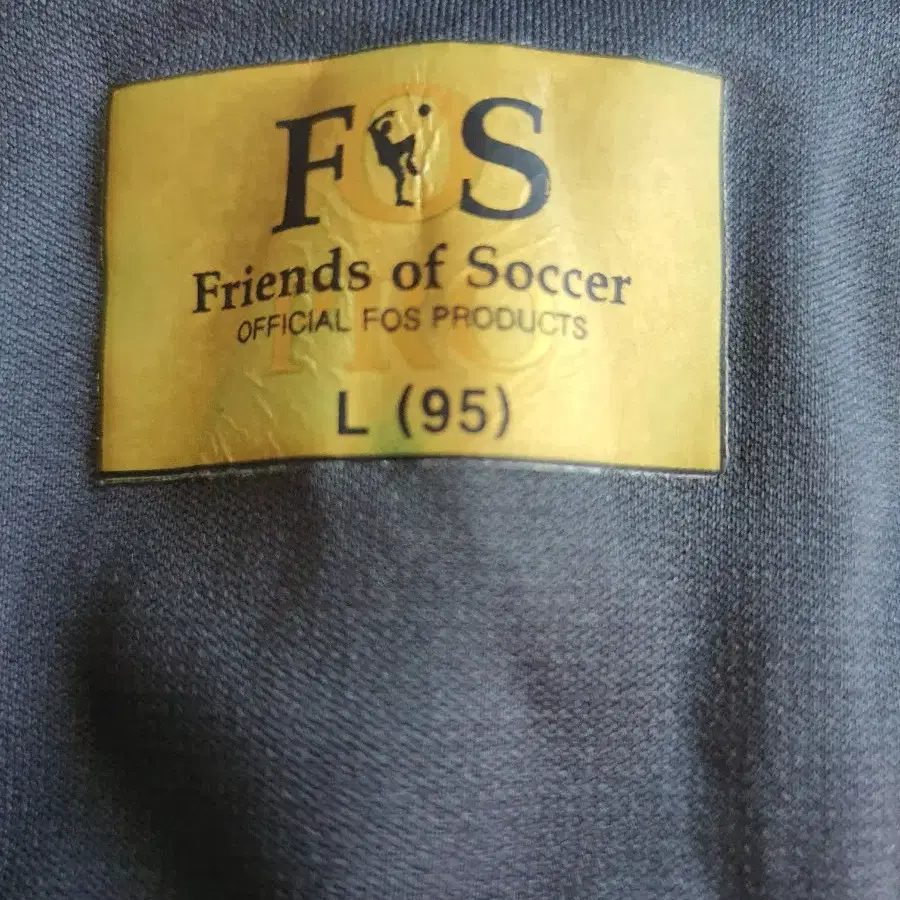 FOS
Friends of Soccer
OFFICIAL FOS PRODUCTS
L (95)